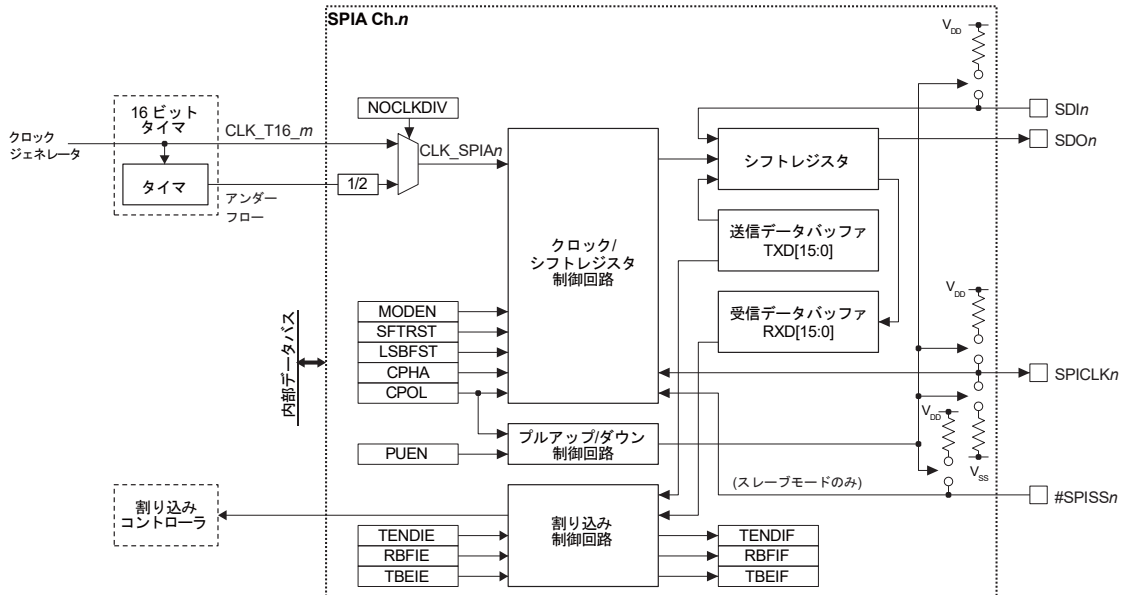 SPIA Ch.n
VDD
16 ビット
タイマ
NOCLKDIV
クロック
ジェネレータ
CLK_T16_m
CLK_SPIAn
SDIn
SDOn
シフトレジスタ
タイマ
1/2
アンダー
フロー
送信データバッファ
TXD[15:0]
クロック/
シフトレジスタ
制御回路
VDD
受信データバッファ
RXD[15:0]
内部データバス
MODEN
SFTRST
LSBFST
CPHA
CPOL
SPICLKn
VDD
プルアップ/ダウン
制御回路
PUEN
VSS
(スレーブモードのみ)
#SPISSn
割り込み
コントローラ
割り込み
制御回路
TENDIE
RBFIE
TBEIE
TENDIF
RBFIF
TBEIF